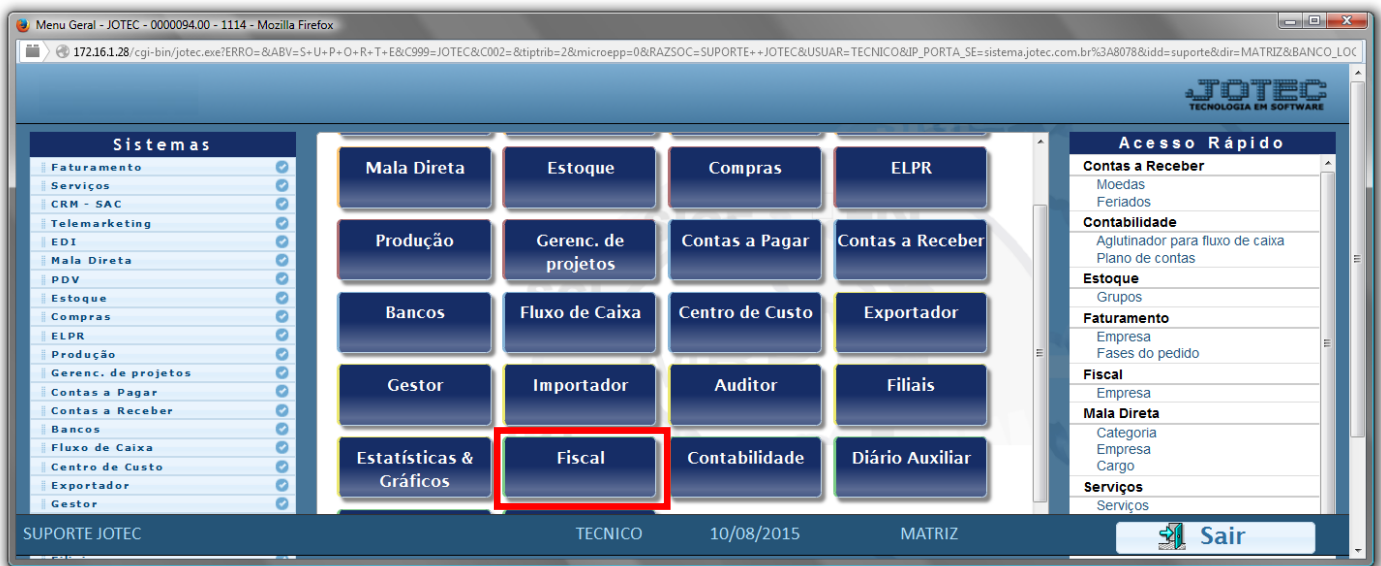 Menu Geral - JOTEC - 0000094.00 - 1114 - Mozilla Firefox
172.16.1.28/cgi-bin/jotec.exe?ERRO=&ABV=S+U+P+O+R+T+E&C999=JOTEC&C002=&tiptrib=2&microepp=0&RAZSOC=SUPORTE++JOTEC&USUAR=TECNICO&IP_PORTA_SE=sistema.jotec.com.br%3A8078&idd=suporte&dir=MATRIZ&BANCO_LOC
JOTEC
TECNOLOGIA EM SOFTWARE
Sistemas
Faturamento
Serviços
CRM - SAC
Telemarketing
EDI
Mala Direta
PDV
Estoque
Compras
ELPR
Produção
Gerenc. de projetos
Contas a Pagar
Contas a Receber
Bancos
Fluxo de Caixa
Centro de Custo
Exportador
Gestor
Mala Direta
Estoque
Compras
ELPR
Produção
Gerenc. de projetos
Contas a Pagar
Contas a Receber
Bancos
Fluxo de Caixa
Centro de Custo
Exportador
Gestor
Importador
Auditor
Filiais
Estatísticas &
Gráficos
Fiscal
Contabilidade
Diário Auxiliar
Acesso Rápido
Contas a Receber
Moedas
Feriados
Contabilidade
Aglutinador para fluxo de caixa
Plano de contas
Estoque
Grupos
Faturamento
Empresa
Fases do pedido
Fiscal
Empresa
Mala Direta
Categoria
Empresa
Cargo
Serviços
Serviços
SUPORTE JOTEC
TECNICO
10/08/2015
MATRIZ
Sair